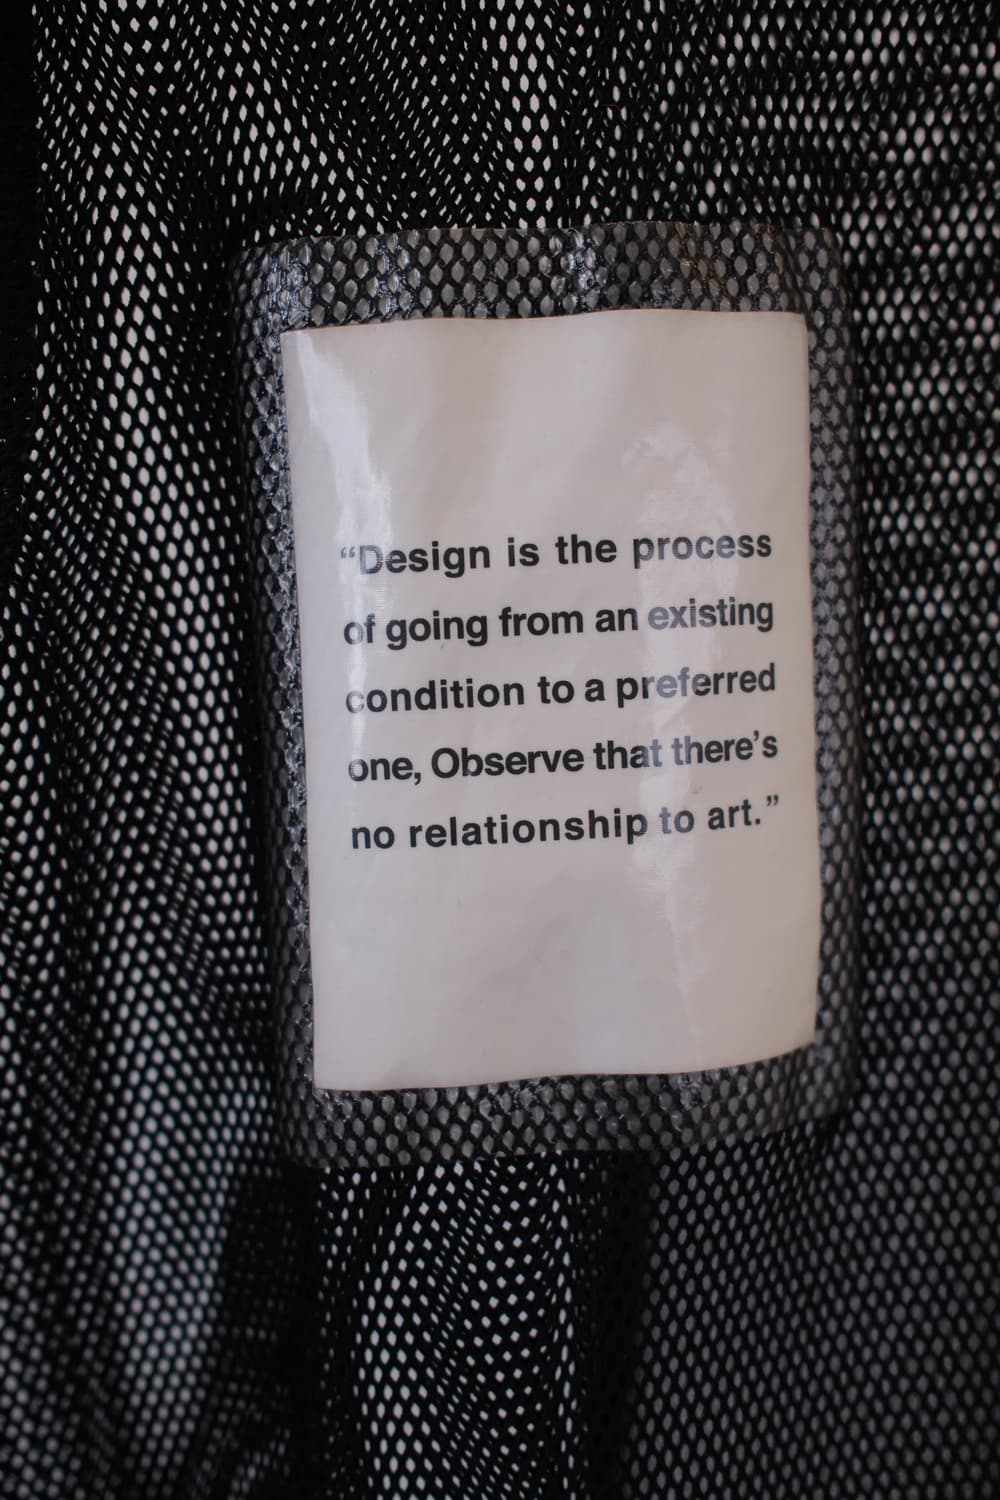 “Design is the process
of going from an existing
condition to a preferred
one, Observe that there’s
no relationship to art.”